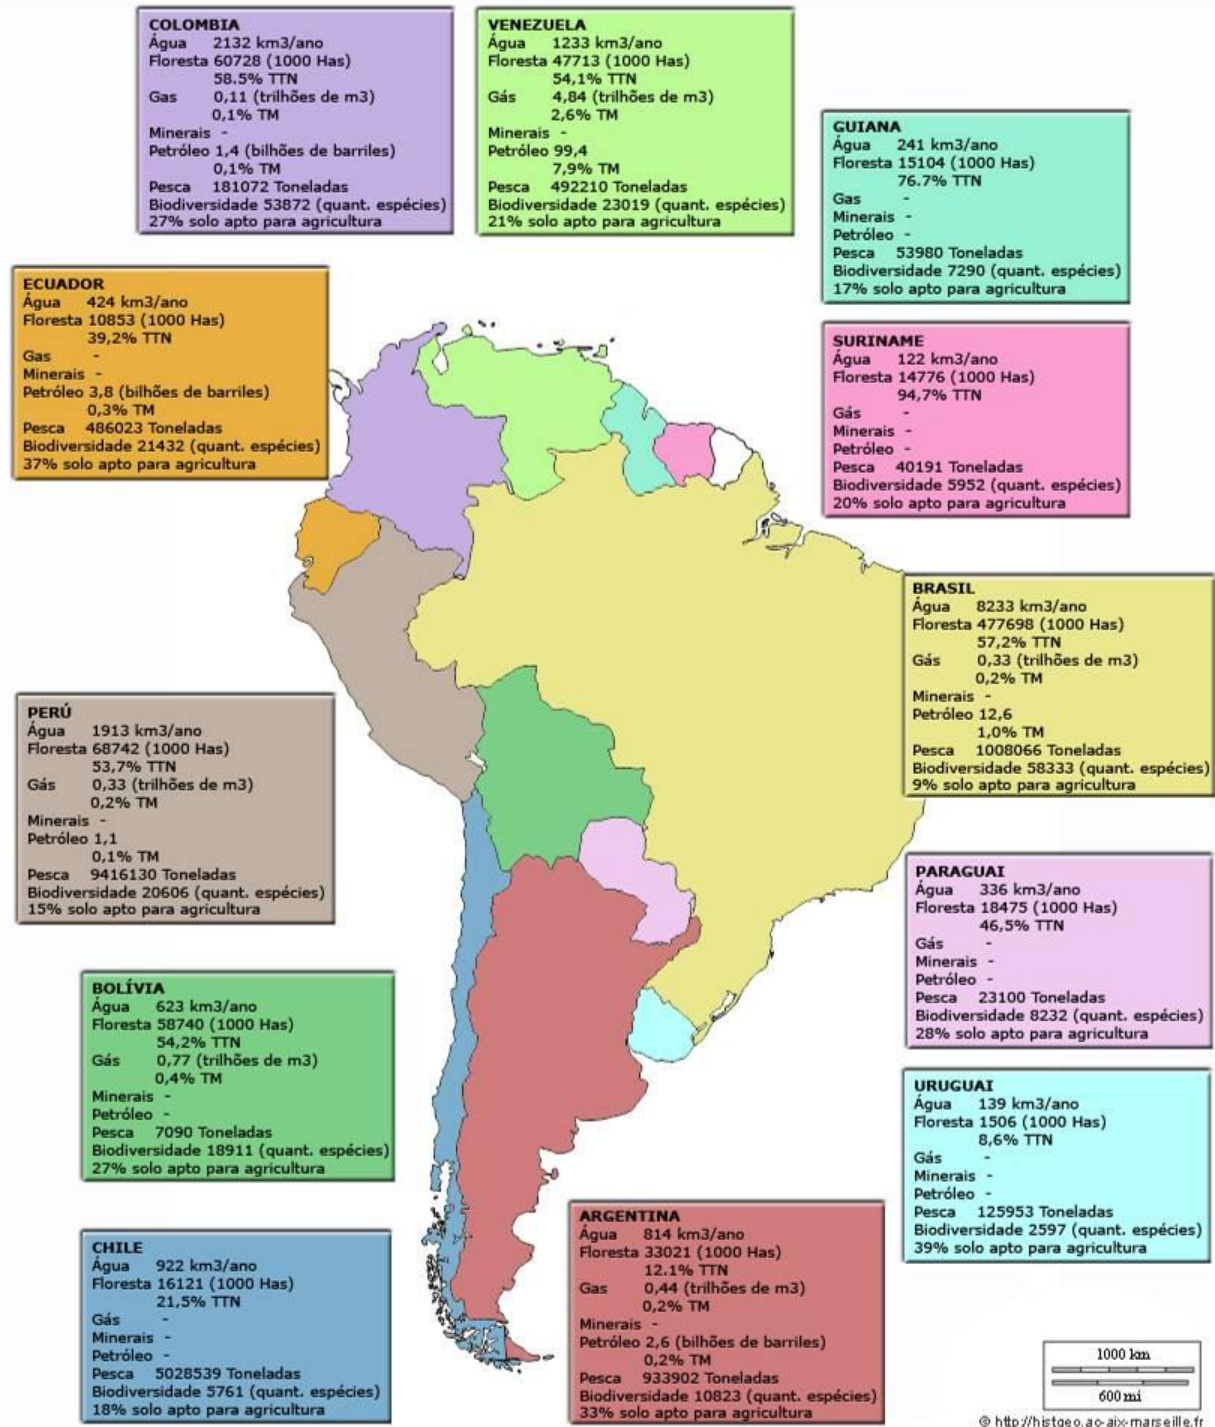 COLOMBIA
Água 2132 km3/ano
Floresta 60728 (1000 Has)
58.5% TTN
Gas 0,11 (trilhões de m3)
0,1% TM
Minerais -
Petróleo 1,4 (bilhões de barriles)
0,1% TM
Pesca 181072 Toneladas
Biodiversidade 53872 (quant. espécies)
27% solo apto para agricultura
VENEZUELA
Água 1233 km3/ano
Floresta 47713 (1000 Has)
54,1% TTN
Gás 4,84 (trilhões de m3)
2,6% TM
Minerais -
Petróleo 99,4
7,9% TM
Pesca 492210 Toneladas
Biodiversidade 23019 (quant. espécies)
21% solo apto para agricultura
GUIANA
Água 241 km3/ano
Floresta 15104 (1000 Has)
76.7% TTN
Gas -
Minerais -
Petróleo -
Pesca 53980 Toneladas
Biodiversidade 7290 (quant. espécies)
17% solo apto para agricultura
ECUADOR
Água 424 km3/ano
Floresta 10853 (1000 Has)
39,2% TTN
Gas -
Minerais -
Petróleo 3,8 (bilhões de barriles)
0,3% TM
Pesca 486023 Toneladas
Biodiversidade 21432 (quant. espécies)
37% solo apto para agricultura
SURINAME
Água 122 km3/ano
Floresta 14776 (1000 Has)
94,7% TTN
Gás -
Minerais -
Petróleo -
Pesca 40191 Toneladas
Biodiversidade 5952 (quant. espécies)
20% solo apto para agricultura
BRASIL
Água 8233 km3/ano
Floresta 477698 (1000 Has)
57,2% TTN
Gás 0,33 (trilhões de m3)
0,2% TM
Minerais -
Petróleo 12,6
1,0% TM
Pesca 1008066 Toneladas
Biodiversidade 58333 (quant. espécies)
9% solo apto para agricultura
PERÚ
Água 1913 km3/ano
Floresta 68742 (1000 Has)
53,7% TTN
Gás 0,33 (trilhões de m3)
0,2% TM
Minerais -
Petróleo 1,1
0,1% TM
Pesca 9416130 Toneladas
Biodiversidade 20606 (quant. espécies)
15% solo apto para agricultura
PARAGUAI
Água 336 km3/ano
Floresta 18475 (1000 Has)
46,5% TTN
Gás -
Minerais -
Petróleo -
Pesca 23100 Toneladas
Biodiversidade 8232 (quant. espécies)
28% solo apto para agricultura
BOLÍVIA
Água 623 km3/ano
Floresta 58740 (1000 Has)
54,2% TTN
Gás 0,77 (trilhões de m3)
0,4% TM
Minerais -
Petróleo -
Pesca 7090 Toneladas
Biodiversidade 18911 (quant. espécies)
27% solo apto para agricultura
URUGUAI
Água 139 km3/ano
Floresta 1506 (1000 Has)
8,6% TTN
Gás -
Minerais -
Petróleo -
Pesca 125953 Toneladas
Biodiversidade 2597 (quant. espécies)
39% solo apto para agricultura
CHILE
Água 922 km3/ano
Floresta 16121 (1000 Has)
21,5% TTN
Gás -
Minerais -
Petróleo -
Pesca 5028539 Toneladas
Biodiversidade 5761 (quant. espécies)
18% solo apto para agricultura
ARGENTINA
Água 814 km3/ano
Floresta 33021 (1000 Has)
12.1% TTN
Gas 0,44 (trilhões de m3)
0,2% TM
Minerais -
Petróleo 2,6 (bilhões de barriles)
0,2% TM
Pesca 933902 Toneladas
Biodiversidade 10823 (quant. espécies)
33% solo apto para agricultura
1000 km
600 mi
© http://histgeo.ac-aix-marseille.fr